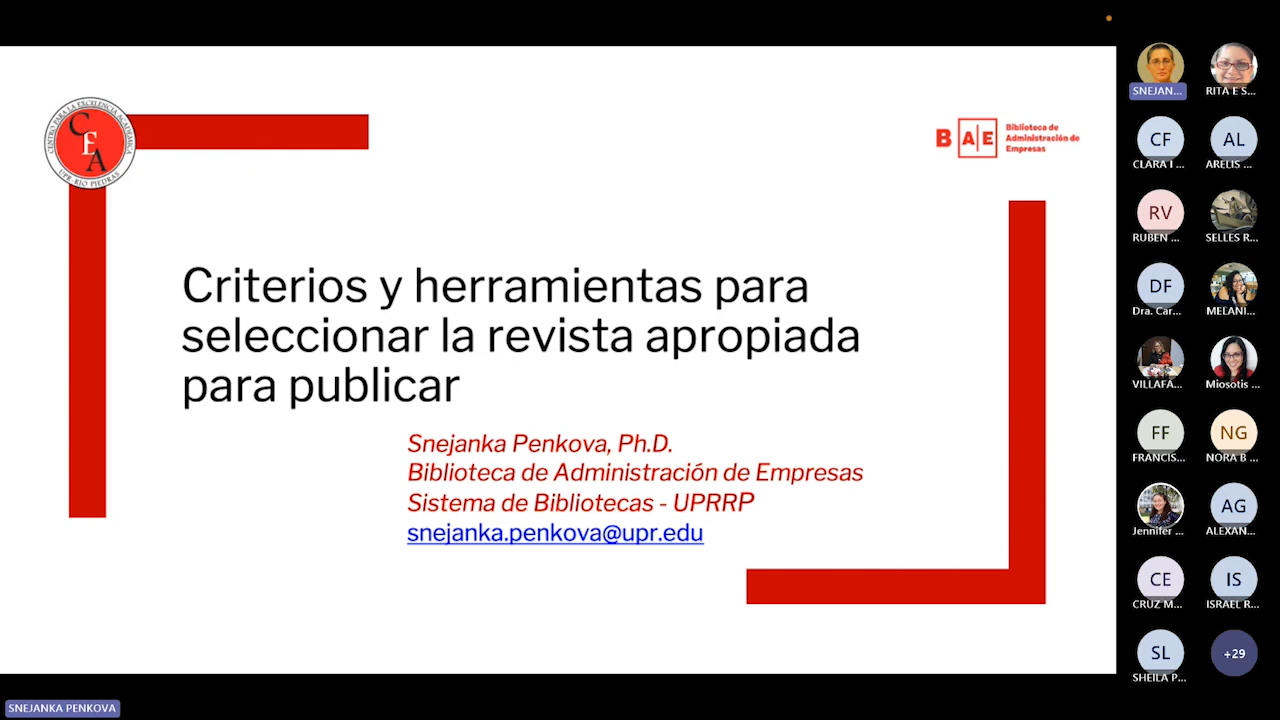 CENTRO PARA LA EXCELENCIA ACADÉMICA
CEA
UPR - RÍO PIEDRAS
BAE
Biblioteca de
Administración de
Empresas
Criterios y herramientas para
seleccionar la revista apropiada
para publicar
Snejanka Penkova, Ph.D.
Biblioteca de Administración de Empresas
Sistema de Bibliotecas - UPRRP
snejanka.penkova@upr.edu
SNEJAN...
RITA E S...
CF
CLARA I ...
AL
ARELIS ...
RV
RUBEN ...
SELLES R...
DF
Dra. Car...
MELANI...
VILLAFA...
Miosotis ...
FF
FRANCIS...
NG
NORA B ...
Jennifer ...
AG
ALEXAN...
CE
CRUZ M...
IS
ISRAEL R...
SL
SHEILA P...
+29
SNEJANKA PENKOVA